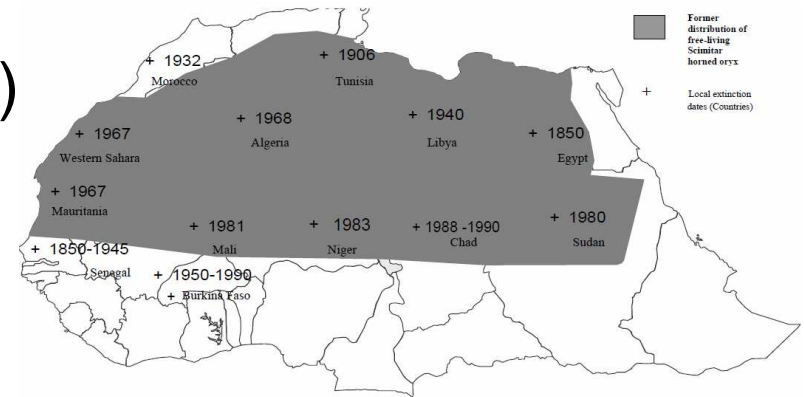 )
Former
distribution of
free-living
Scimitar
horned oryx
+ Local extinction
dates (Countries)
+ 1932
Morocco
+ 1906
Tunisia
+ 1967
Western Sahara
+ 1968
Algeria
+ 1940
Libya
+ 1850
Egypt
+ 1967
Mauritania
+ 1981
Mali
+ 1983
Niger
+ 1988 -1990
Chad
+ 1980
Sudan
+ 1850-1945
Senegal
+ 1950-1990
+ Burkina Faso